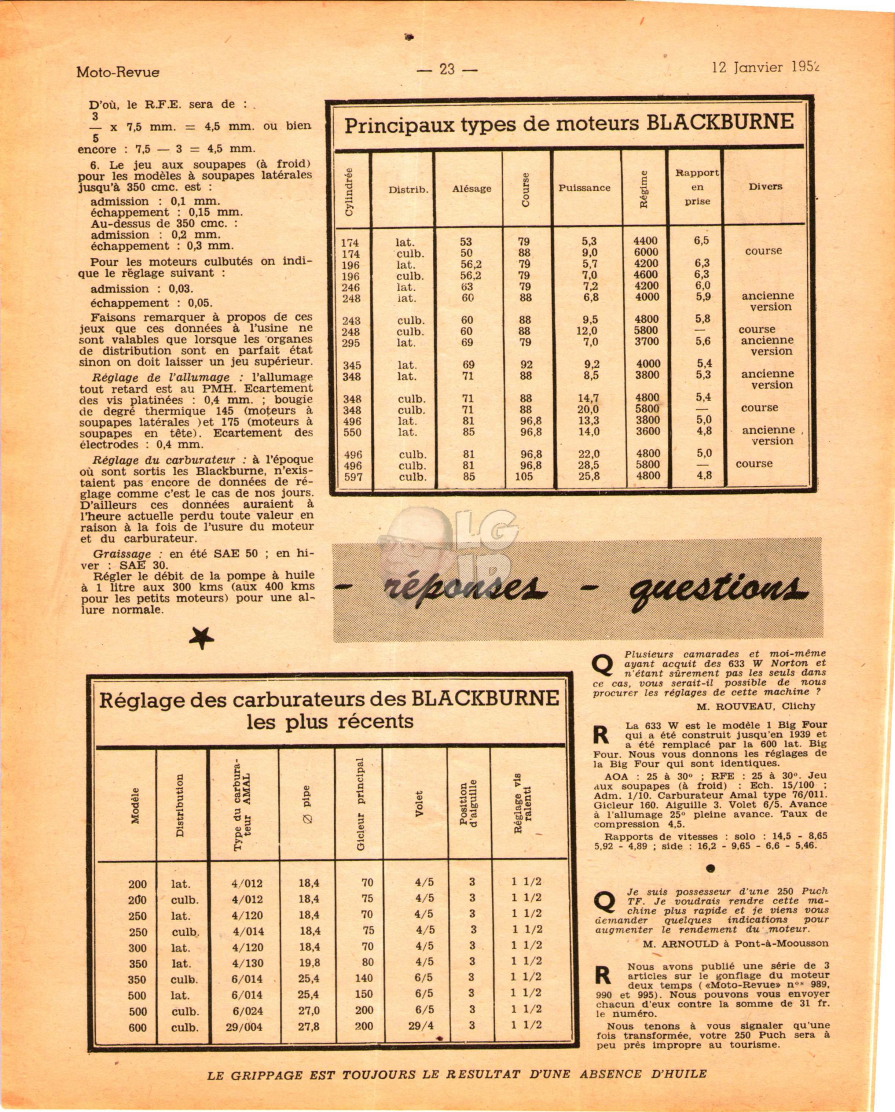 Moto-Revue
— 23 —
12 Janvier 1952
D'où, le R.F.E. sera de :
3
— x 7,5 mm. = 4,5 mm. ou bien
5
encore : 7,5 — 3 = 4,5 mm.
6. Le jeu aux soupapes (à froid)
pour les modèles à soupapes latérales
jusqu'à 350 cmc. est :
admission : 0,1 mm.
échappement : 0,15 mm.
Au-dessus de 350 cmc. :
admission : 0,2 mm.
échappement : 0,3 mm.
Pour les moteurs culbutés on indi-
que le règlage suivant :
admission : 0,03.
échappement : 0,05.
Faisons remarquer à propos de ces
jeux que ces données à l'usine ne
sont valables que lorsque les organes
de distribution sont en parfait état
sinon on doit laisser un jeu supérieur.
Réglage de l'allumage : l'allumage
tout retard est au PMH. Ecartement
des vis platinées : 0,4 mm. ; bougie
de degré thermique 145 (moteurs à
soupapes latérales )et 175 (moteurs à
soupapes en tête). Ecartement des
électrodes : 0,4 mm.
Réglage du carburateur : à l'époque
où sont sortis les Blackburne, n'exis-
taient pas encore de données de ré-
glage comme c'est le cas de nos jours.
D'ailleurs ces données auraient à
l'heure actuelle perdu toute valeur en
raison à la fois de l'usure du moteur
et du carburateur.
Graissage : en été SAE 50 ; en hi-
ver : SAE 30.
Régler le débit de la pompe à huile
à 1 litre aux 300 kms (aux 400 kms
pour les petits moteurs) pour une al-
lure normale.
Principaux types de moteurs BLACKBURNE
Cylindrée Distrib. Alésage Course Puissance Régime Rapport en prise Divers
174 lat. 53 79 5,3 4400 6,5
174 culb. 50 88 9,0 6000 course
196 lat. 56,2 79 5,7 4200 6,3
196 culb. 56,2 79 7,0 4600 6,3
246 lat. 63 79 7,2 4200 6,0
248 lat. 60 88 6,8 4000 5,9 ancienne
version
248 culb. 60 88 9,5 4800 5,8
248 culb. 60 88 12,0 5800 — course
295 lat. 69 79 7,0 3700 5,6 ancienne
version
345 lat. 69 92 9,2 4000 5,4
348 lat. 71 88 8,5 3800 5,3 ancienne
version
348 culb. 71 88 14,7 4800 5,4
348 culb. 71 88 20,0 5800 — course
496 lat. 81 96,8 13,3 3800 5,0
550 lat. 85 96,8 14,0 3600 4,8 ancienne
version
496 culb. 81 96,8 22,0 4800 5,0
496 culb. 81 96,8 28,5 5800 — course
597 culb. 85 105 25,8 4800 4,8
LG
IR
- réponses - questions
Réglage des carburateurs des BLACKBURNE
les plus récents
Modèle Distribution Type du carbura-teur AMAL Ø pipe Gicleur principal Volet Position d'aiguille Réglage vis ralenti
200 lat. 4/012 18,4 70 4/5 3 1 1/2
200 culb. 4/012 18,4 75 4/5 3 1 1/2
250 lat. 4/120 18,4 70 4/5 3 1 1/2
250 culb. 4/014 18,4 75 4/5 3 1 1/2
300 lat. 4/120 18,4 70 4/5 3 1 1/2
350 lat. 4/130 19,8 80 4/5 3 1 1/2
350 culb. 6/014 25,4 140 6/5 3 1 1/2
500 lat. 6/014 25,4 150 6/5 3 1 1/2
500 culb. 6/024 27,0 200 6/5 3 1 1/2
600 culb. 29/004 27,8 200 29/4 3 1 1/2
Q Plusieurs camarades et moi-même
ayant acquit des 633 W Norton et
n'étant sûrement pas les seuls dans
ce cas, vous serait-il possible de nous
procurer les réglages de cette machine ?
M. ROUVEAU, Clichy
R La 633 W est le modèle 1 Big Four
qui a été construit jusqu'en 1939 et
a été remplacé par la 600 lat. Big
Four. Nous vous donnons les réglages de
la Big Four qui sont identiques.
AOA : 25 à 30° ; RFE : 25 à 30°. Jeu
aux soupapes (à froid) : Ech. 15/100 ;
Adm. 1/10. Carburateur Amal type 76/011.
Gicleur 160. Aiguille 3. Volet 6/5. Avance
à l'allumage 25° pleine avance. Taux de
compression 4,5.
Rapports de vitesses : solo : 14,5 - 8,65
5,92 - 4,89 ; side : 16,2 - 9,65 - 6,6 - 5,46.
Q Je suis possesseur d'une 250 Puch
TF. Je voudrais rendre cette ma-
chine plus rapide et je viens vous
demander quelques indications pour
augmenter le rendement du moteur.
M. ARNOULD à Pont-à-Moousson
R Nous avons publié une série de 3
articles sur le gonflage du moteur
deux temps («Moto-Revue» nos 989,
990 et 995). Nous pouvons vous envoyer
chacun d'eux contre la somme de 31 fr.
le numéro.
Nous tenons à vous signaler qu'une
fois transformée, votre 250 Puch sera à
peu près impropre au tourisme.
LE GRIPPAGE EST TOUJOURS LE RESULTAT D'UNE ABSENCE D'HUILE